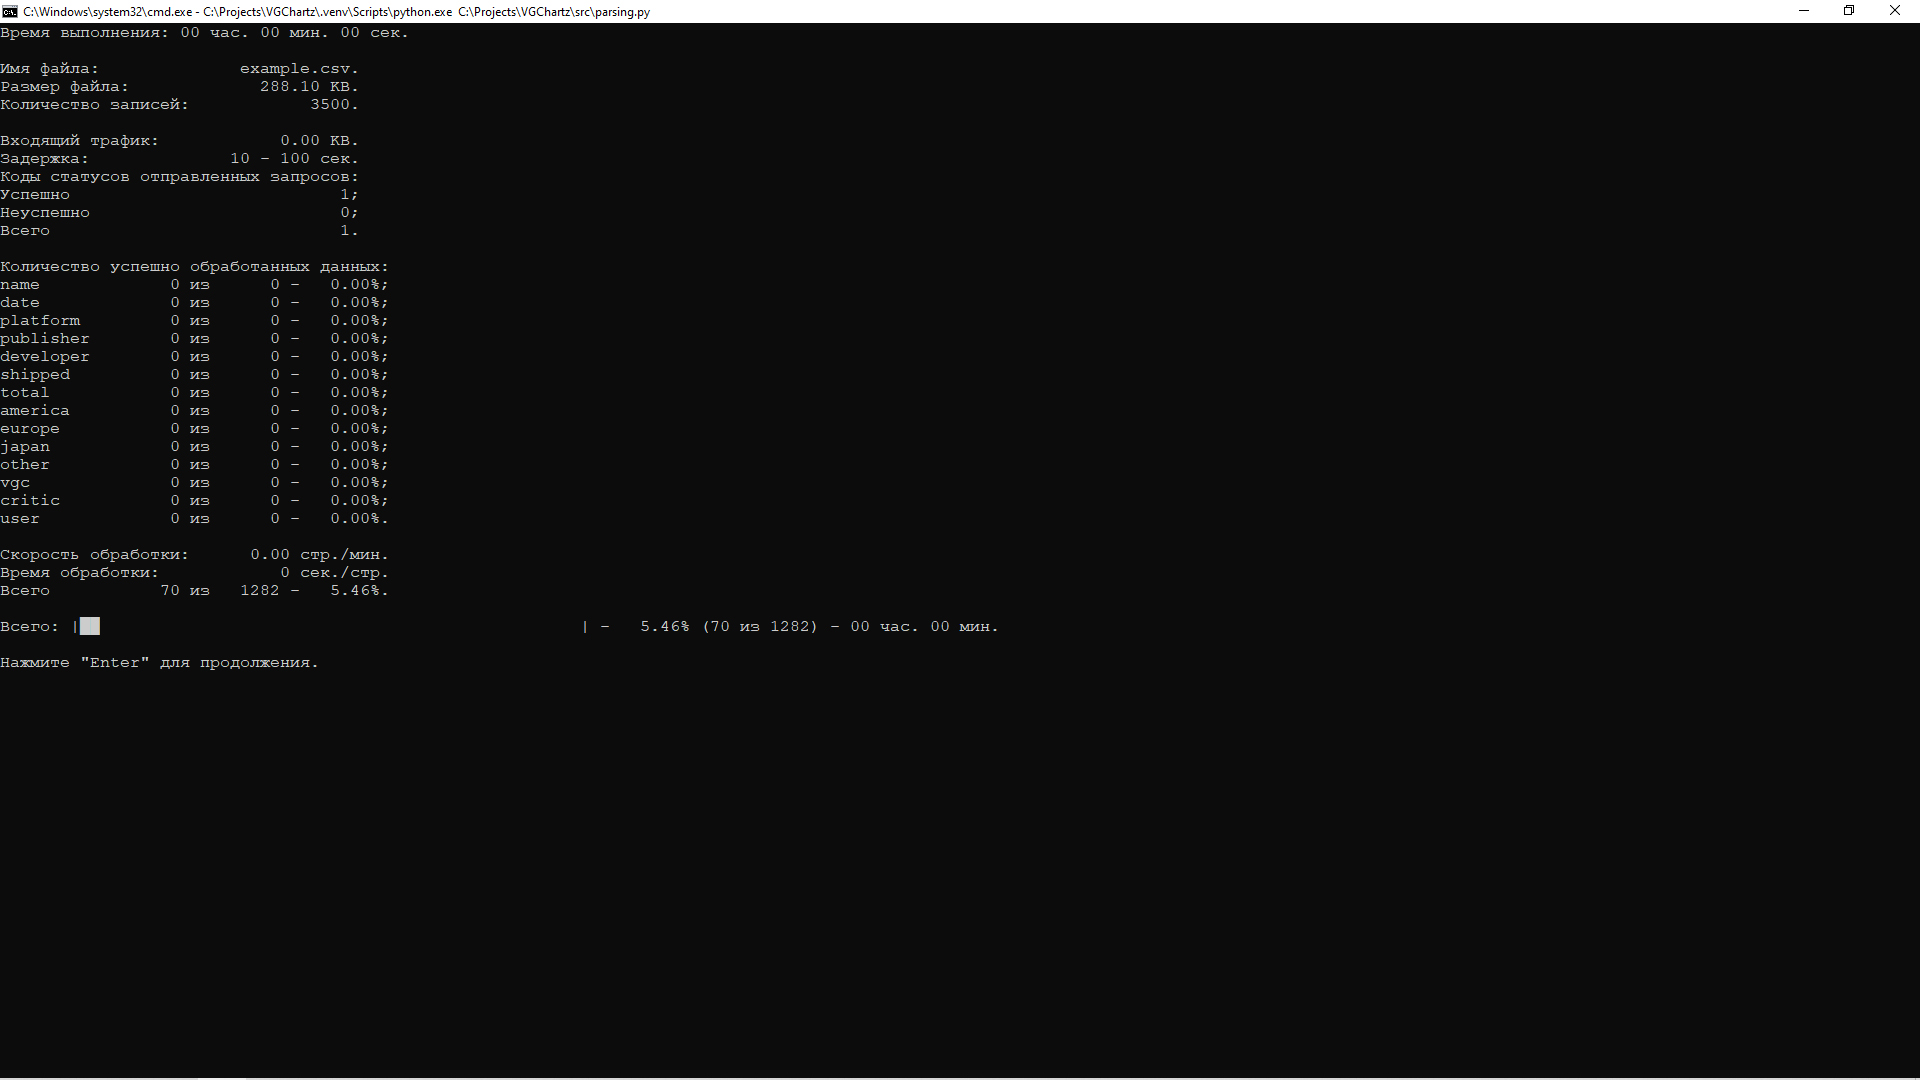 C:\Windows\system32\cmd.exe - C:\Projects\VGChartz\.venv\Scripts\python.exe C:\Projects\VGChartz\src\parsing.py
Время выполнения: 00 час. 00 мин. 00 сек.
Имя файла: example.csv.
Размер файла: 288.10 KB.
Количество записей: 3500.
Входящий трафик: 0.00 KB.
Задержка: 10 - 100 сек.
Коды статусов отправленных запросов:
Успешно 1;
Неуспешно 0;
Всего 1.
Количество успешно обработанных данных:
name 0 из 0 - 0.00%;
date 0 из 0 - 0.00%;
platform 0 из 0 - 0.00%;
publisher 0 из 0 - 0.00%;
developer 0 из 0 - 0.00%;
shipped 0 из 0 - 0.00%;
total 0 из 0 - 0.00%;
america 0 из 0 - 0.00%;
europe 0 из 0 - 0.00%;
japan 0 из 0 - 0.00%;
other 0 из 0 - 0.00%;
vgc 0 из 0 - 0.00%;
critic 0 из 0 - 0.00%;
user 0 из 0 - 0.00%.
Скорость обработки: 0.00 стр./мин.
Время обработки: 0 сек./стр.
Всего 70 из 1282 - 5.46%.
Всего: |██ | - 5.46% (70 из 1282) - 00 час. 00 мин.
Нажмите "Enter" для продолжения.